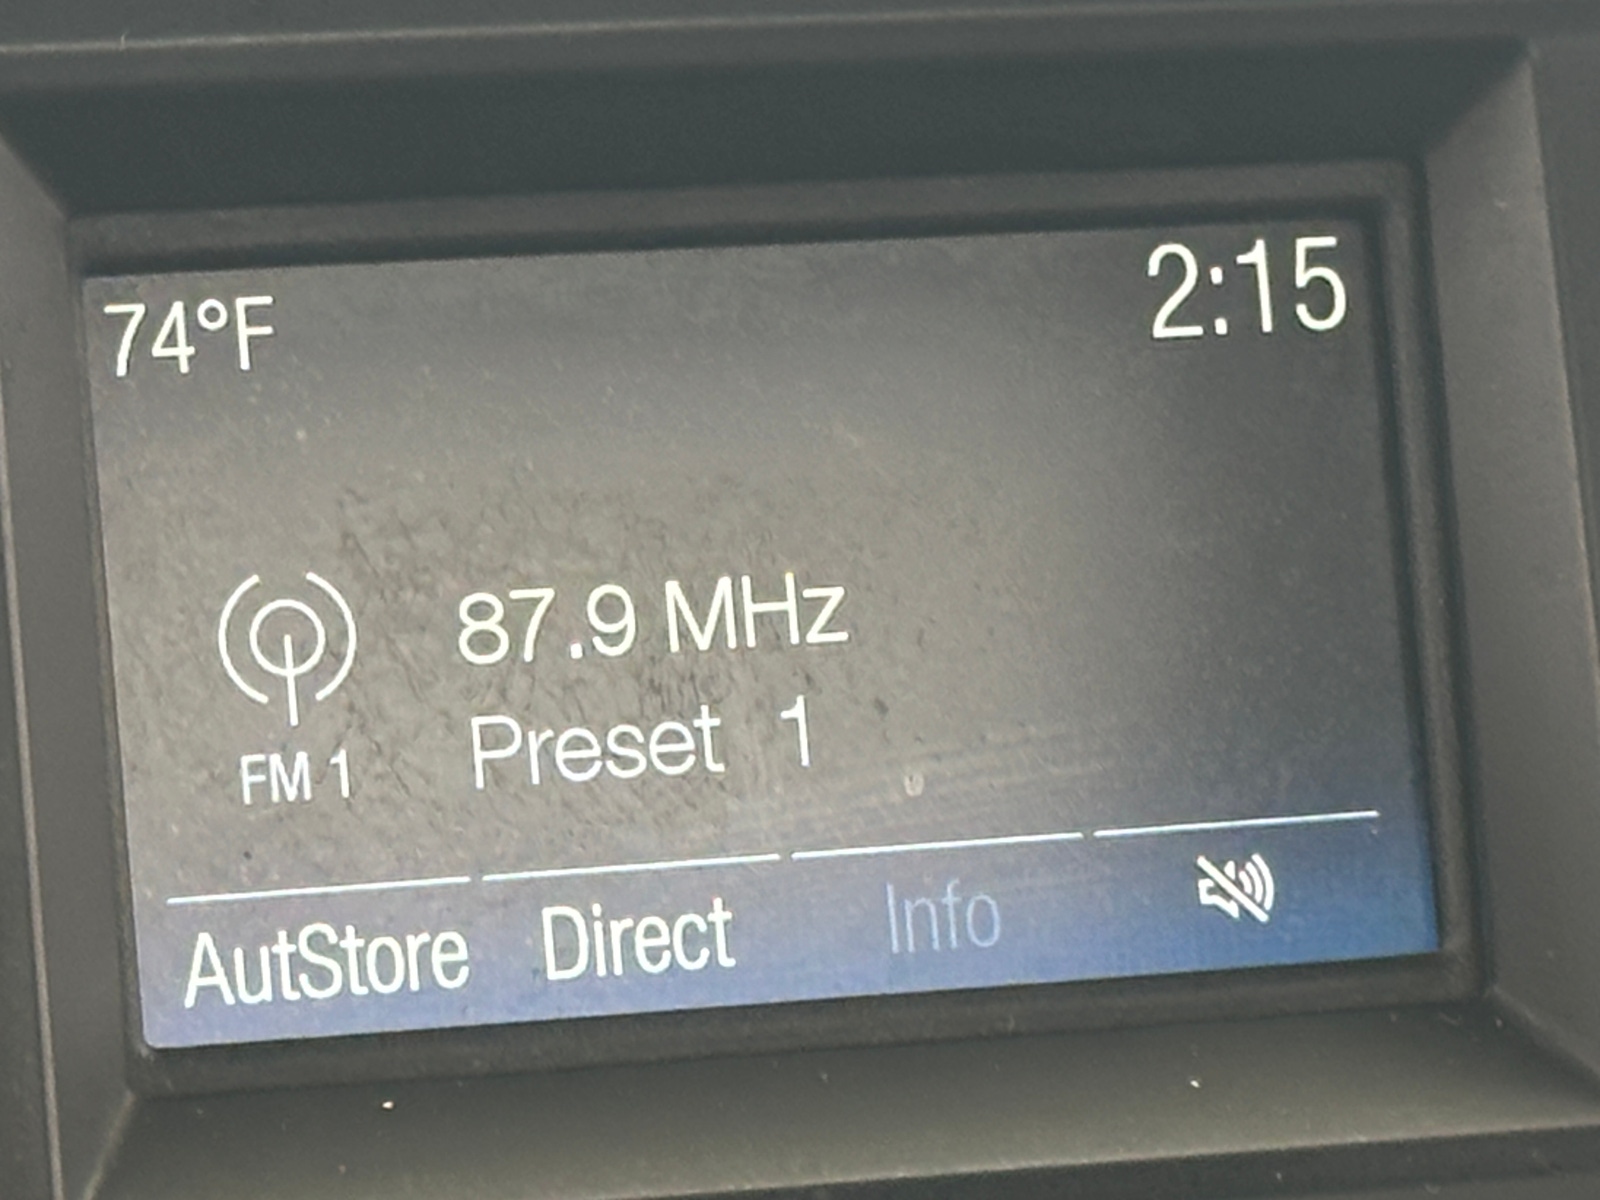 74°F
2:15
87.9 MHz
FM 1
Preset 1
AutStore
Direct
Info